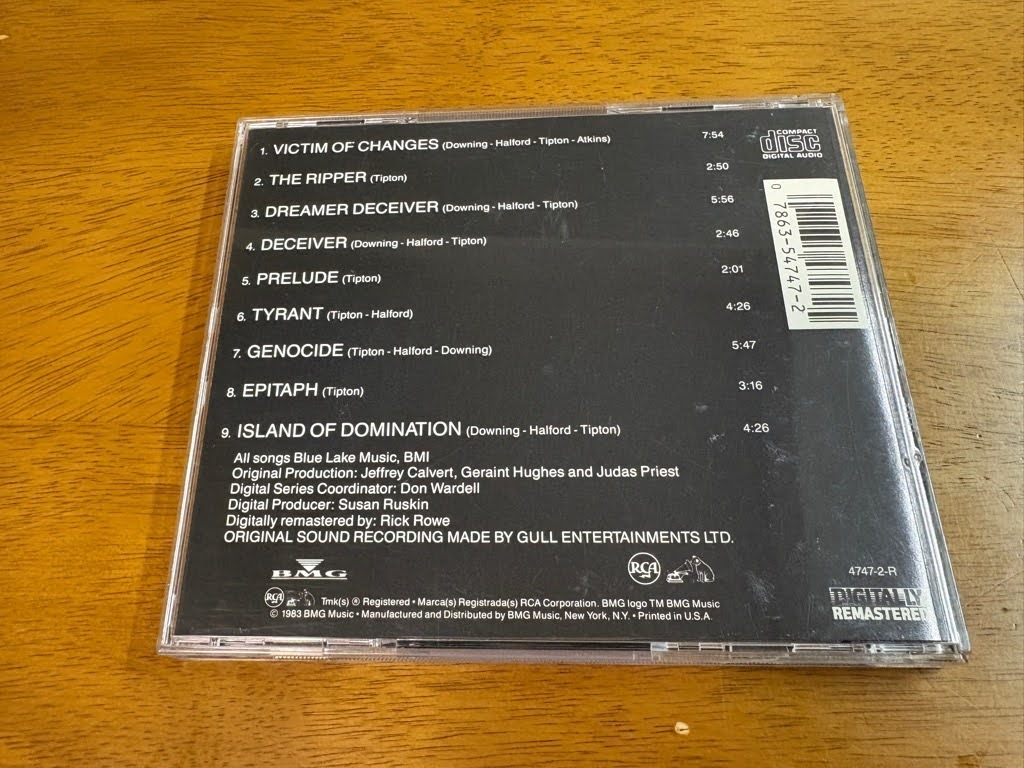 1. VICTIM OF CHANGES (Downing - Halford - Tipton - Atkins) 7:54
2. THE RIPPER (Tipton) 2:50
3. DREAMER DECEIVER (Downing - Halford - Tipton) 5:56
4. DECEIVER (Downing - Halford - Tipton) 2:46
5. PRELUDE (Tipton) 2:01
6. TYRANT (Tipton - Halford) 4:26
7. GENOCIDE (Tipton - Halford - Downing) 5:47
8. EPITAPH (Tipton) 3:16
9. ISLAND OF DOMINATION (Downing - Halford - Tipton) 4:26
COMPACT
disc
DIGITAL AUDIO
0 7863-54747-2
All songs Blue Lake Music, BMI
Original Production: Jeffrey Calvert, Geraint Hughes and Judas Priest
Digital Series Coordinator: Don Wardell
Digital Producer: Susan Ruskin
Digitally remastered by: Rick Rowe
ORIGINAL SOUND RECORDING MADE BY GULL ENTERTAINMENTS LTD.
BMG
RCA
4747-2-R
RCA Tmk(s) ® Registered • Marca(s) Registrada(s) RCA Corporation. BMG logo TM BMG Music
© 1983 BMG Music • Manufactured and Distributed by BMG Music, New York, N.Y. • Printed in U.S.A.
DIGITALLY
REMASTERED